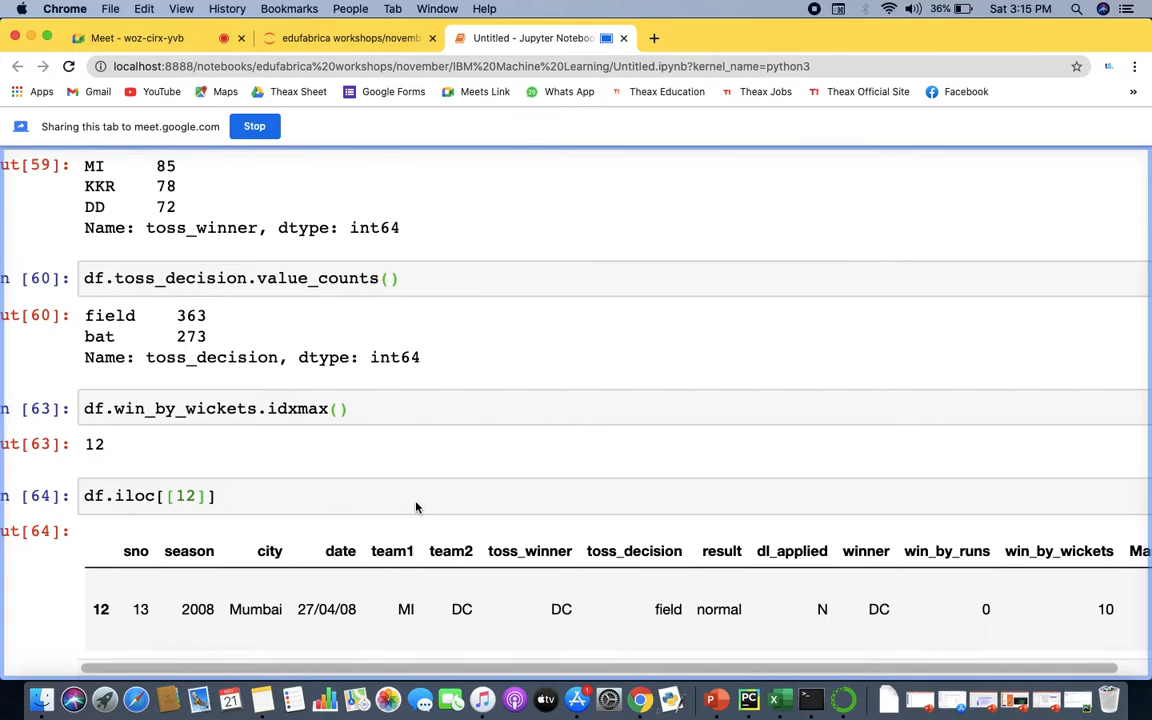 Chrome File Edit View History Bookmarks People Tab Window Help 36% Sat 3:15 PM
Meet - woz-cirx-yvb edufabrica workshops/novemb Untitled - Jupyter Noteboo
localhost:8888/notebooks/edufabrica%20workshops/november/IBM%20Machine%20Learning/Untitled.ipynb?kernel_name=python3
Apps Gmail YouTube Maps Theax Sheet Google Forms Meets Link Whats App Theax Education Theax Jobs Theax Official Site Facebook »
Sharing this tab to meet.google.com Stop
ut[59]: MI 85
KKR 78
DD 72
Name: toss_winner, dtype: int64
n [60]: df.toss_decision.value_counts()
ut[60]: field 363
bat 273
Name: toss_decision, dtype: int64
n [63]: df.win_by_wickets.idxmax()
ut[63]: 12
n [64]: df.iloc[[12]]
ut[64]:
sno season city date team1 team2 toss_winner toss_decision result dl_applied winner win_by_runs win_by_wickets Ma
12 13 2008 Mumbai 27/04/08 MI DC DC field normal N DC 0 10